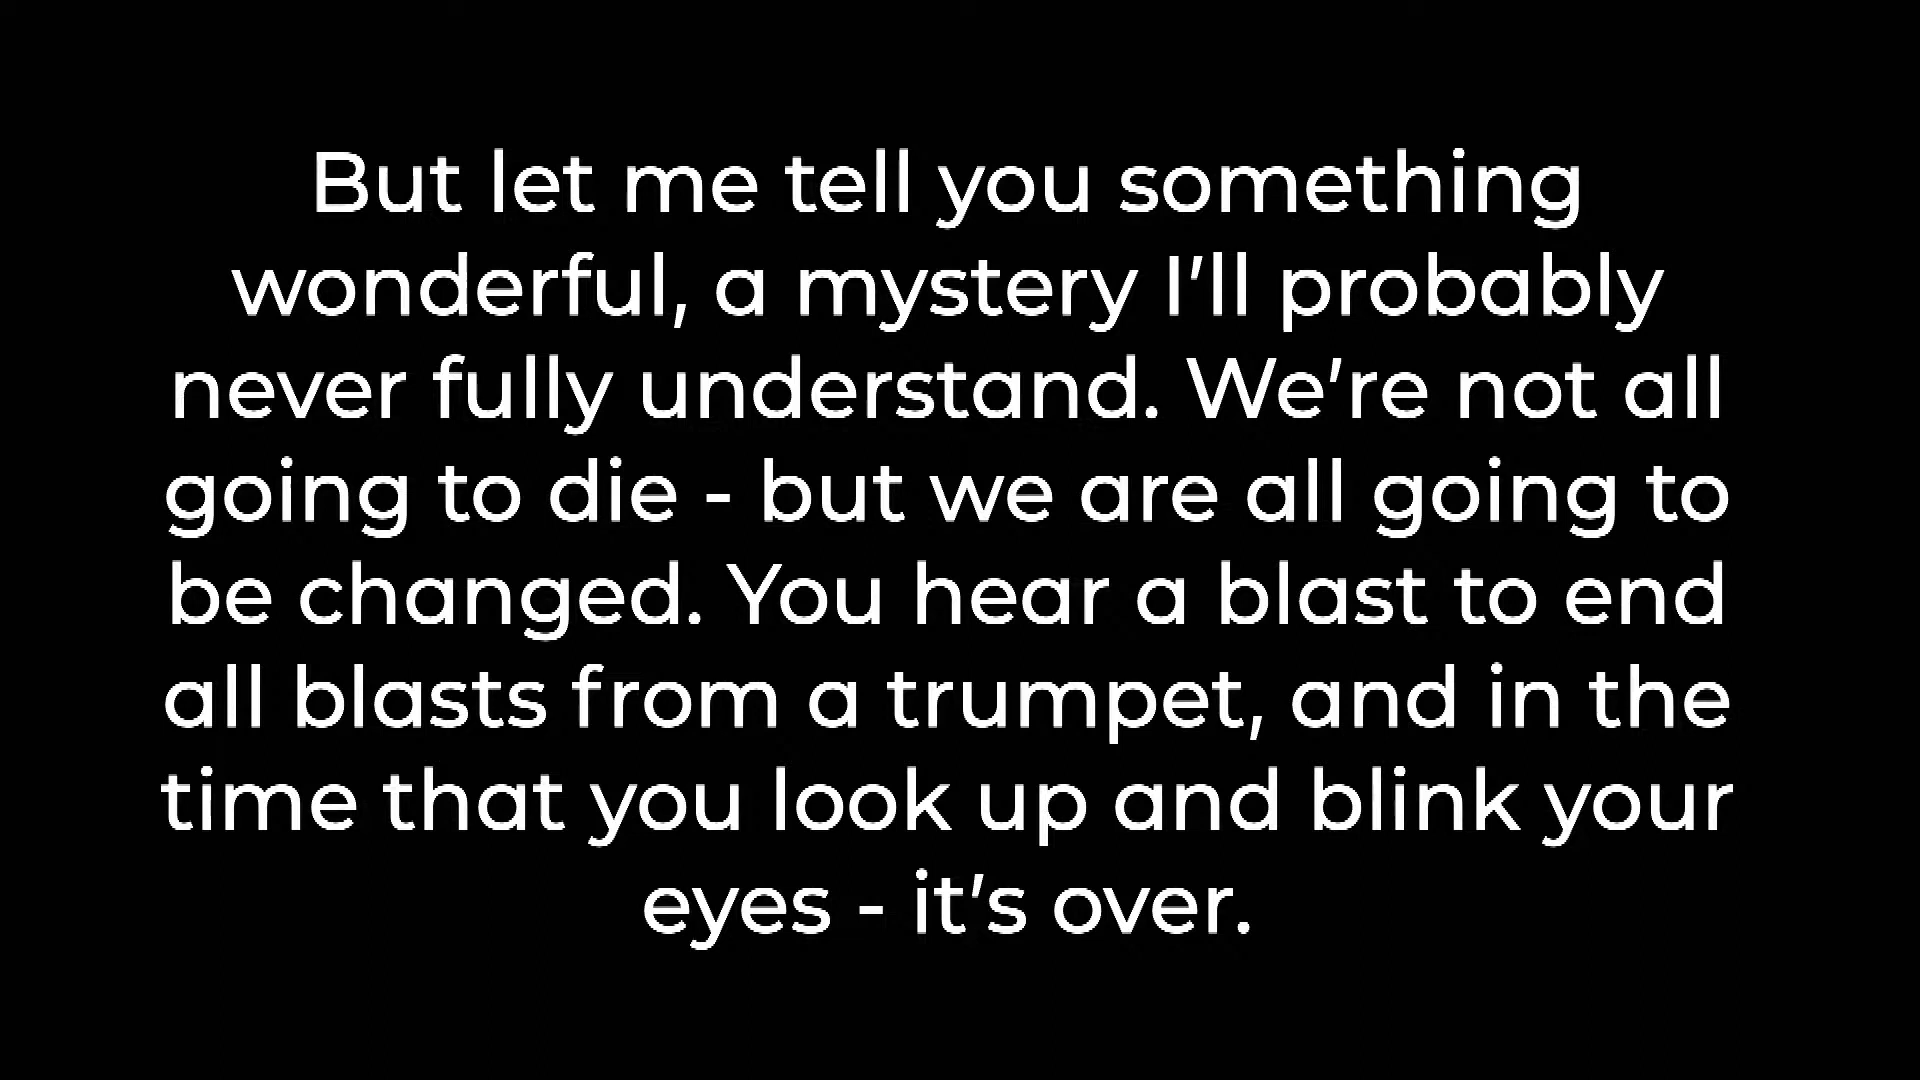 But let me tell you something
wonderful, a mystery I’ll probably
never fully understand. We’re not all
going to die - but we are all going to
be changed. You hear a blast to end
all blasts from a trumpet, and in the
time that you look up and blink your
eyes - it’s over.